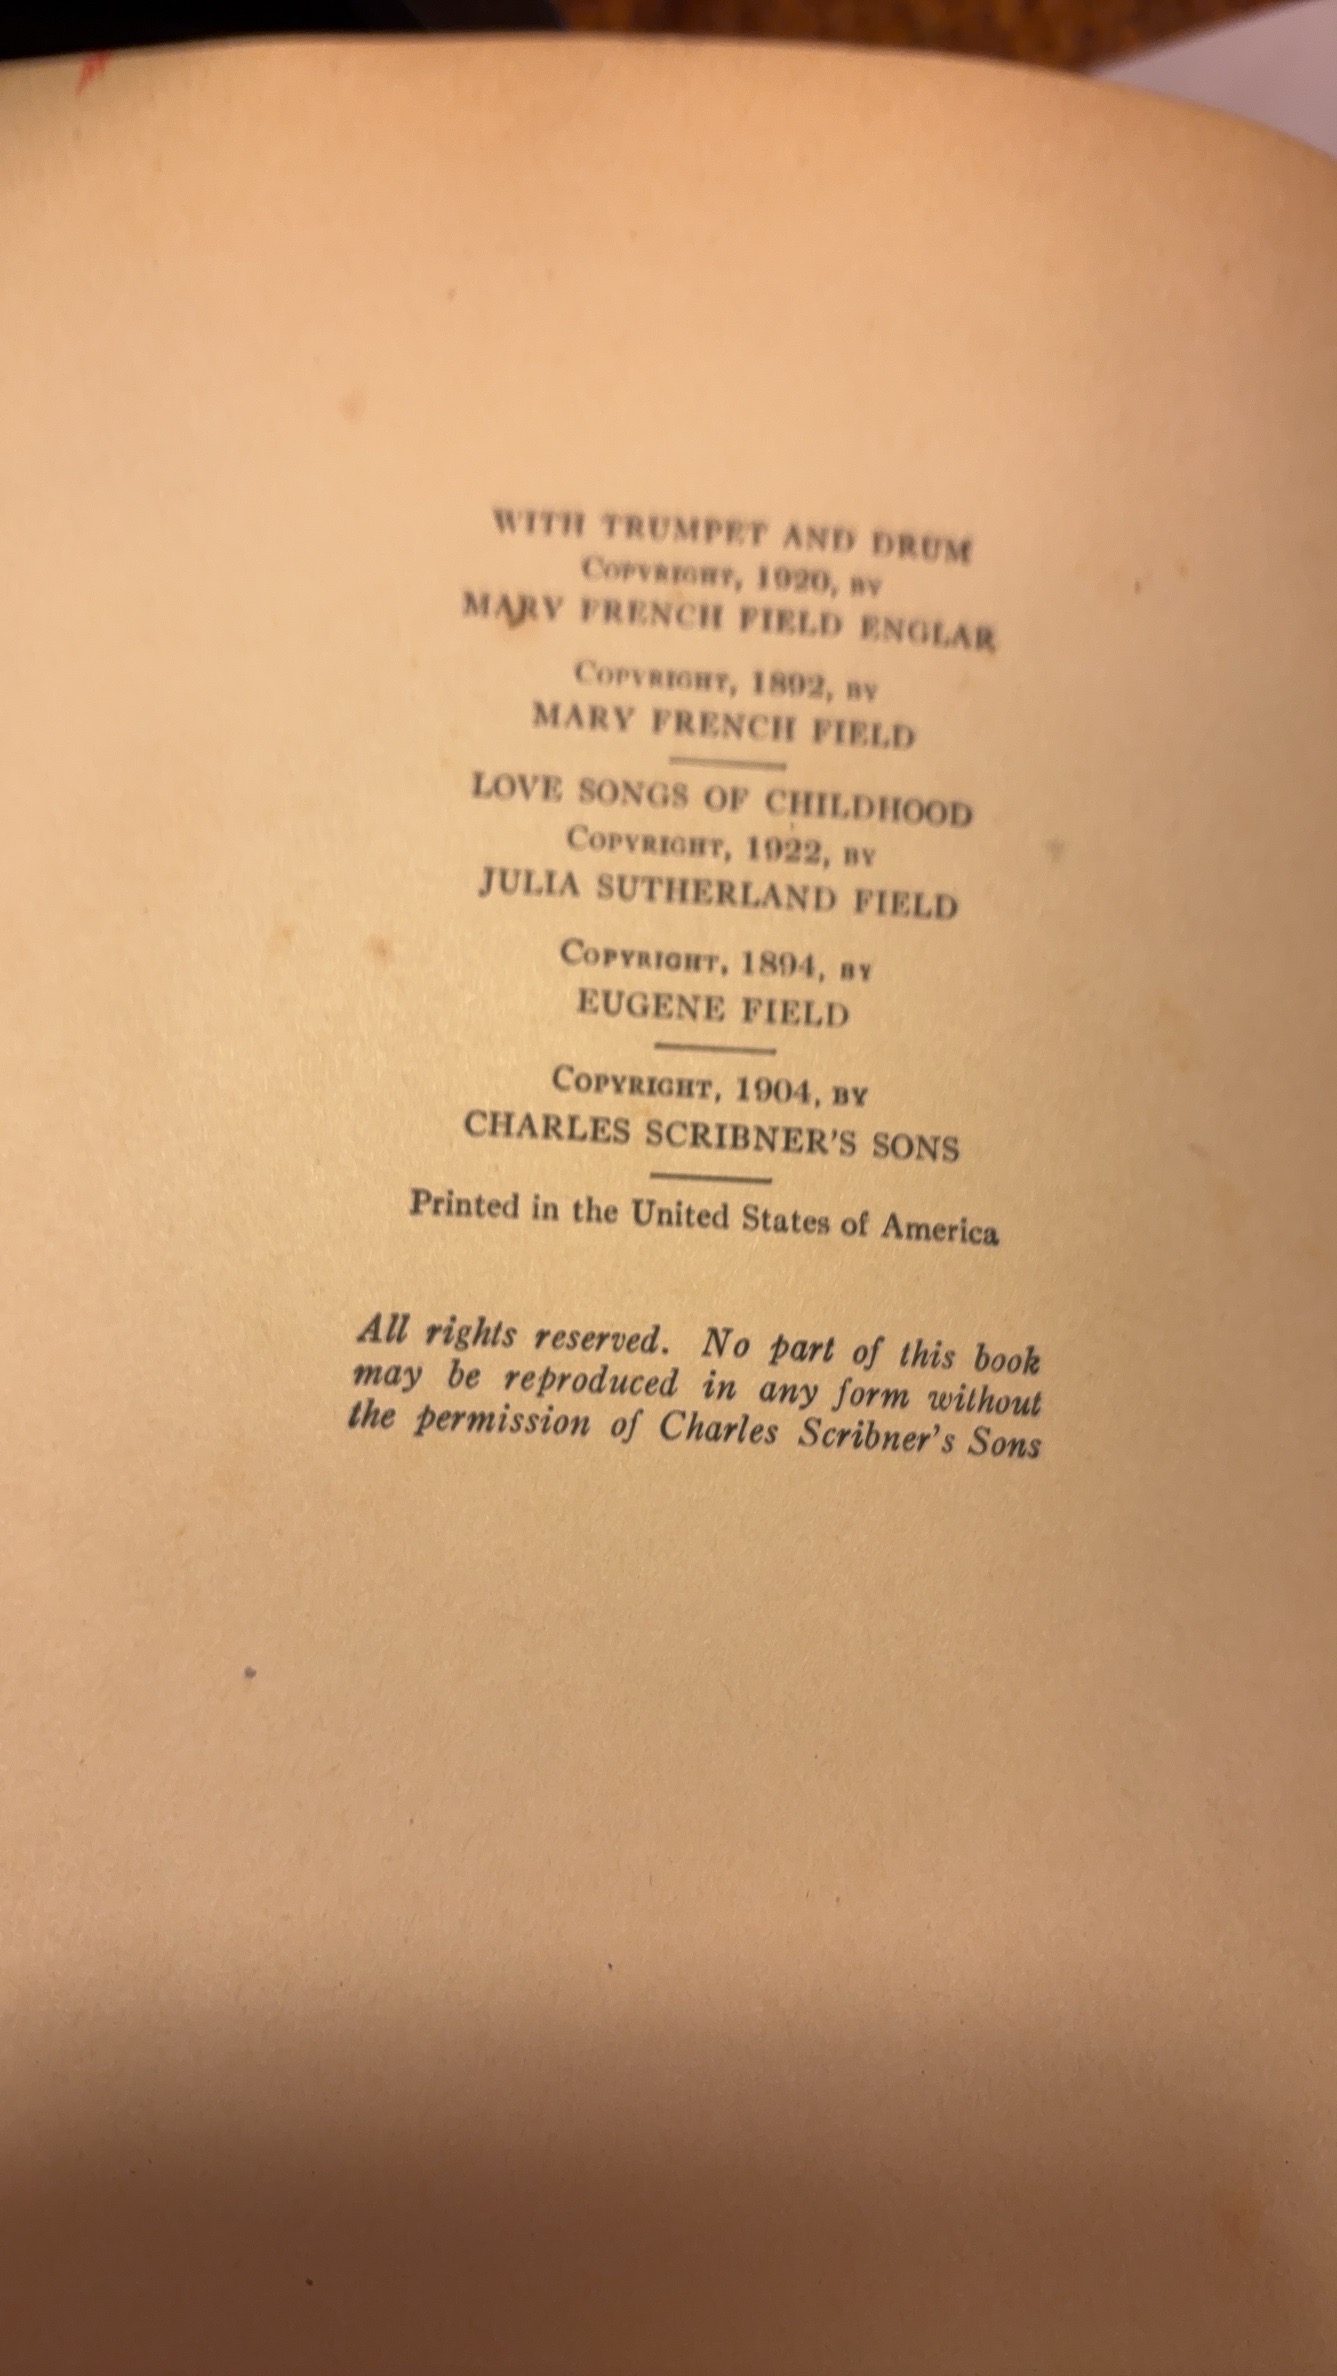 WITH TRUMPET AND DRUM
COPYRIGHT, 1920, BY
MARY FRENCH FIELD ENGLAR
COPYRIGHT, 1892, BY
MARY FRENCH FIELD
LOVE SONGS OF CHILDHOOD
COPYRIGHT, 1922, BY
JULIA SUTHERLAND FIELD
COPYRIGHT, 1894, BY
EUGENE FIELD
COPYRIGHT, 1904, BY
CHARLES SCRIBNER'S SONS
Printed in the United States of America
All rights reserved. No part of this book
may be reproduced in any form without
the permission of Charles Scribner's Sons